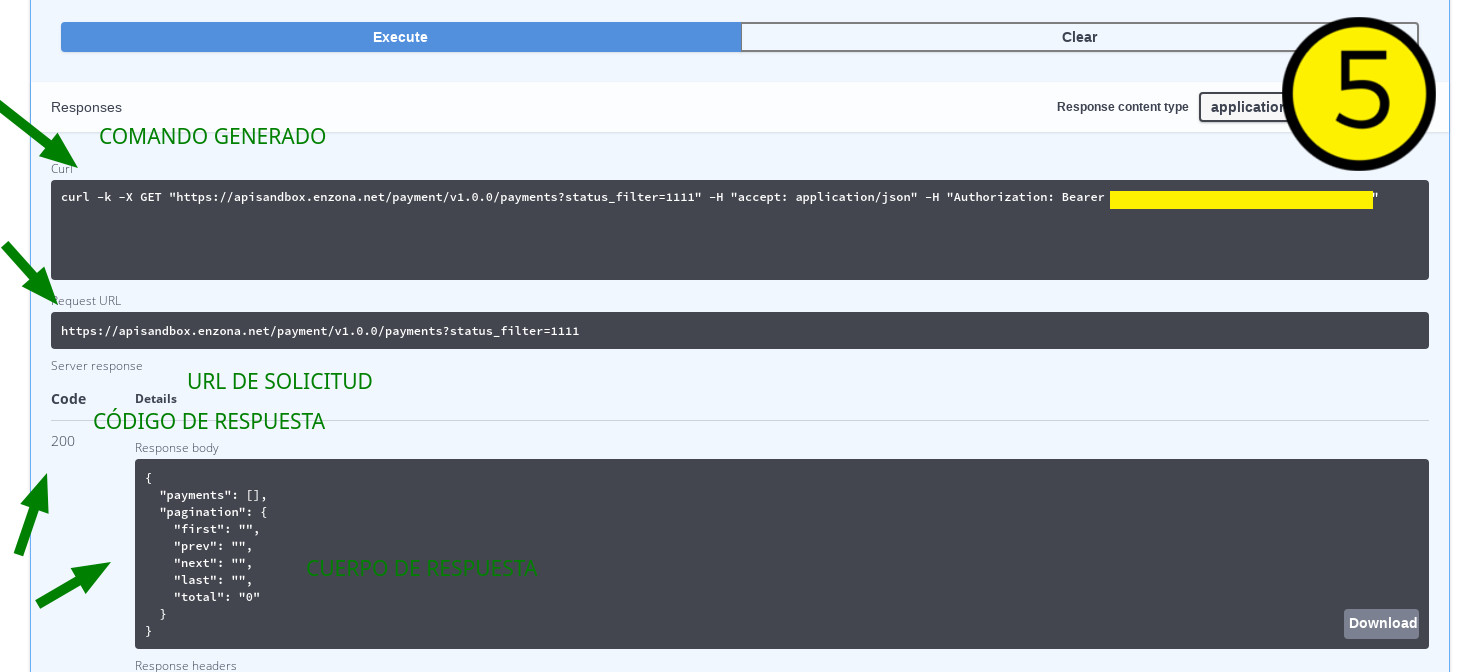 Execute
Clear
5
Responses
Response content type
application
COMANDO GENERADO
Curl
curl -k -X GET "https://apisandbox.enzona.net/payment/v1.0.0/payments?status_filter=1111" -H "accept: application/json" -H "Authorization: Bearer "
Request URL
https://apisandbox.enzona.net/payment/v1.0.0/payments?status_filter=1111
Server response
URL DE SOLICITUD
Code
Details
CÓDIGO DE RESPUESTA
200
Response body
{
"payments": [],
"pagination": {
"first": "",
"prev": "",
"next": "",
CUERPO DE RESPUESTA
"last": "",
"total": "0"
}
}
Download
Response headers